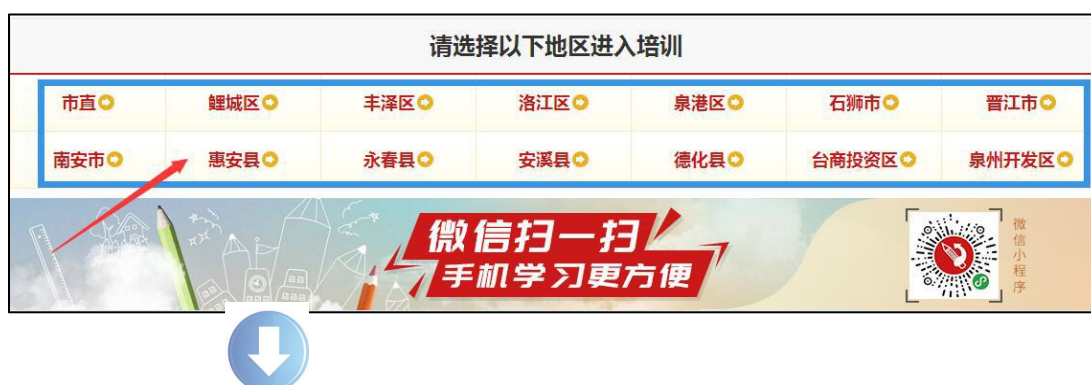 请选择以下地区进入培训
市直 鲤城区 丰泽区 洛江区 泉港区 石狮市 晋江市
南安市 惠安县 永春县 安溪县 德化县 台商投资区 泉州开发区
微信扫一扫
手机学习更方便
微信小程序